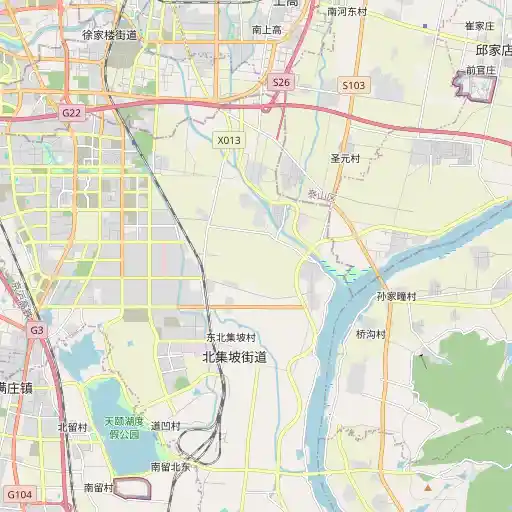 南河东村
上高
南上高
崔家庄
徐家楼街道
邱家店
前官庄
S26
S103
G22
X013
圣元村
泰山区
孙家疃村
G3
东北集坡村
桥沟村
北集坡街道
满庄镇
天颐湖度
假公园
北留村
道凹村
南留北东
南留村
G104